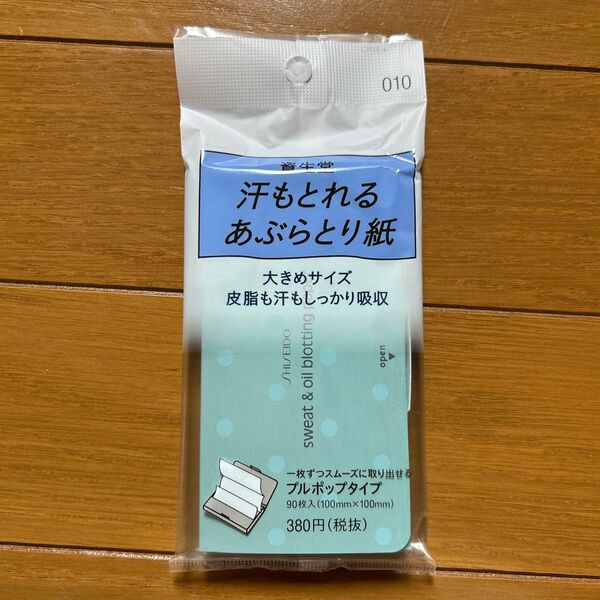 010
資生堂
汗もとれる
あぶらとり紙
大きめサイズ
皮脂も汗もしっかり吸収
SHISEIDO
sweat & oil blotting
open
一枚ずつスムーズに取り出せる
プルポップタイプ
90枚入(100mm×100mm)
380円(税抜)